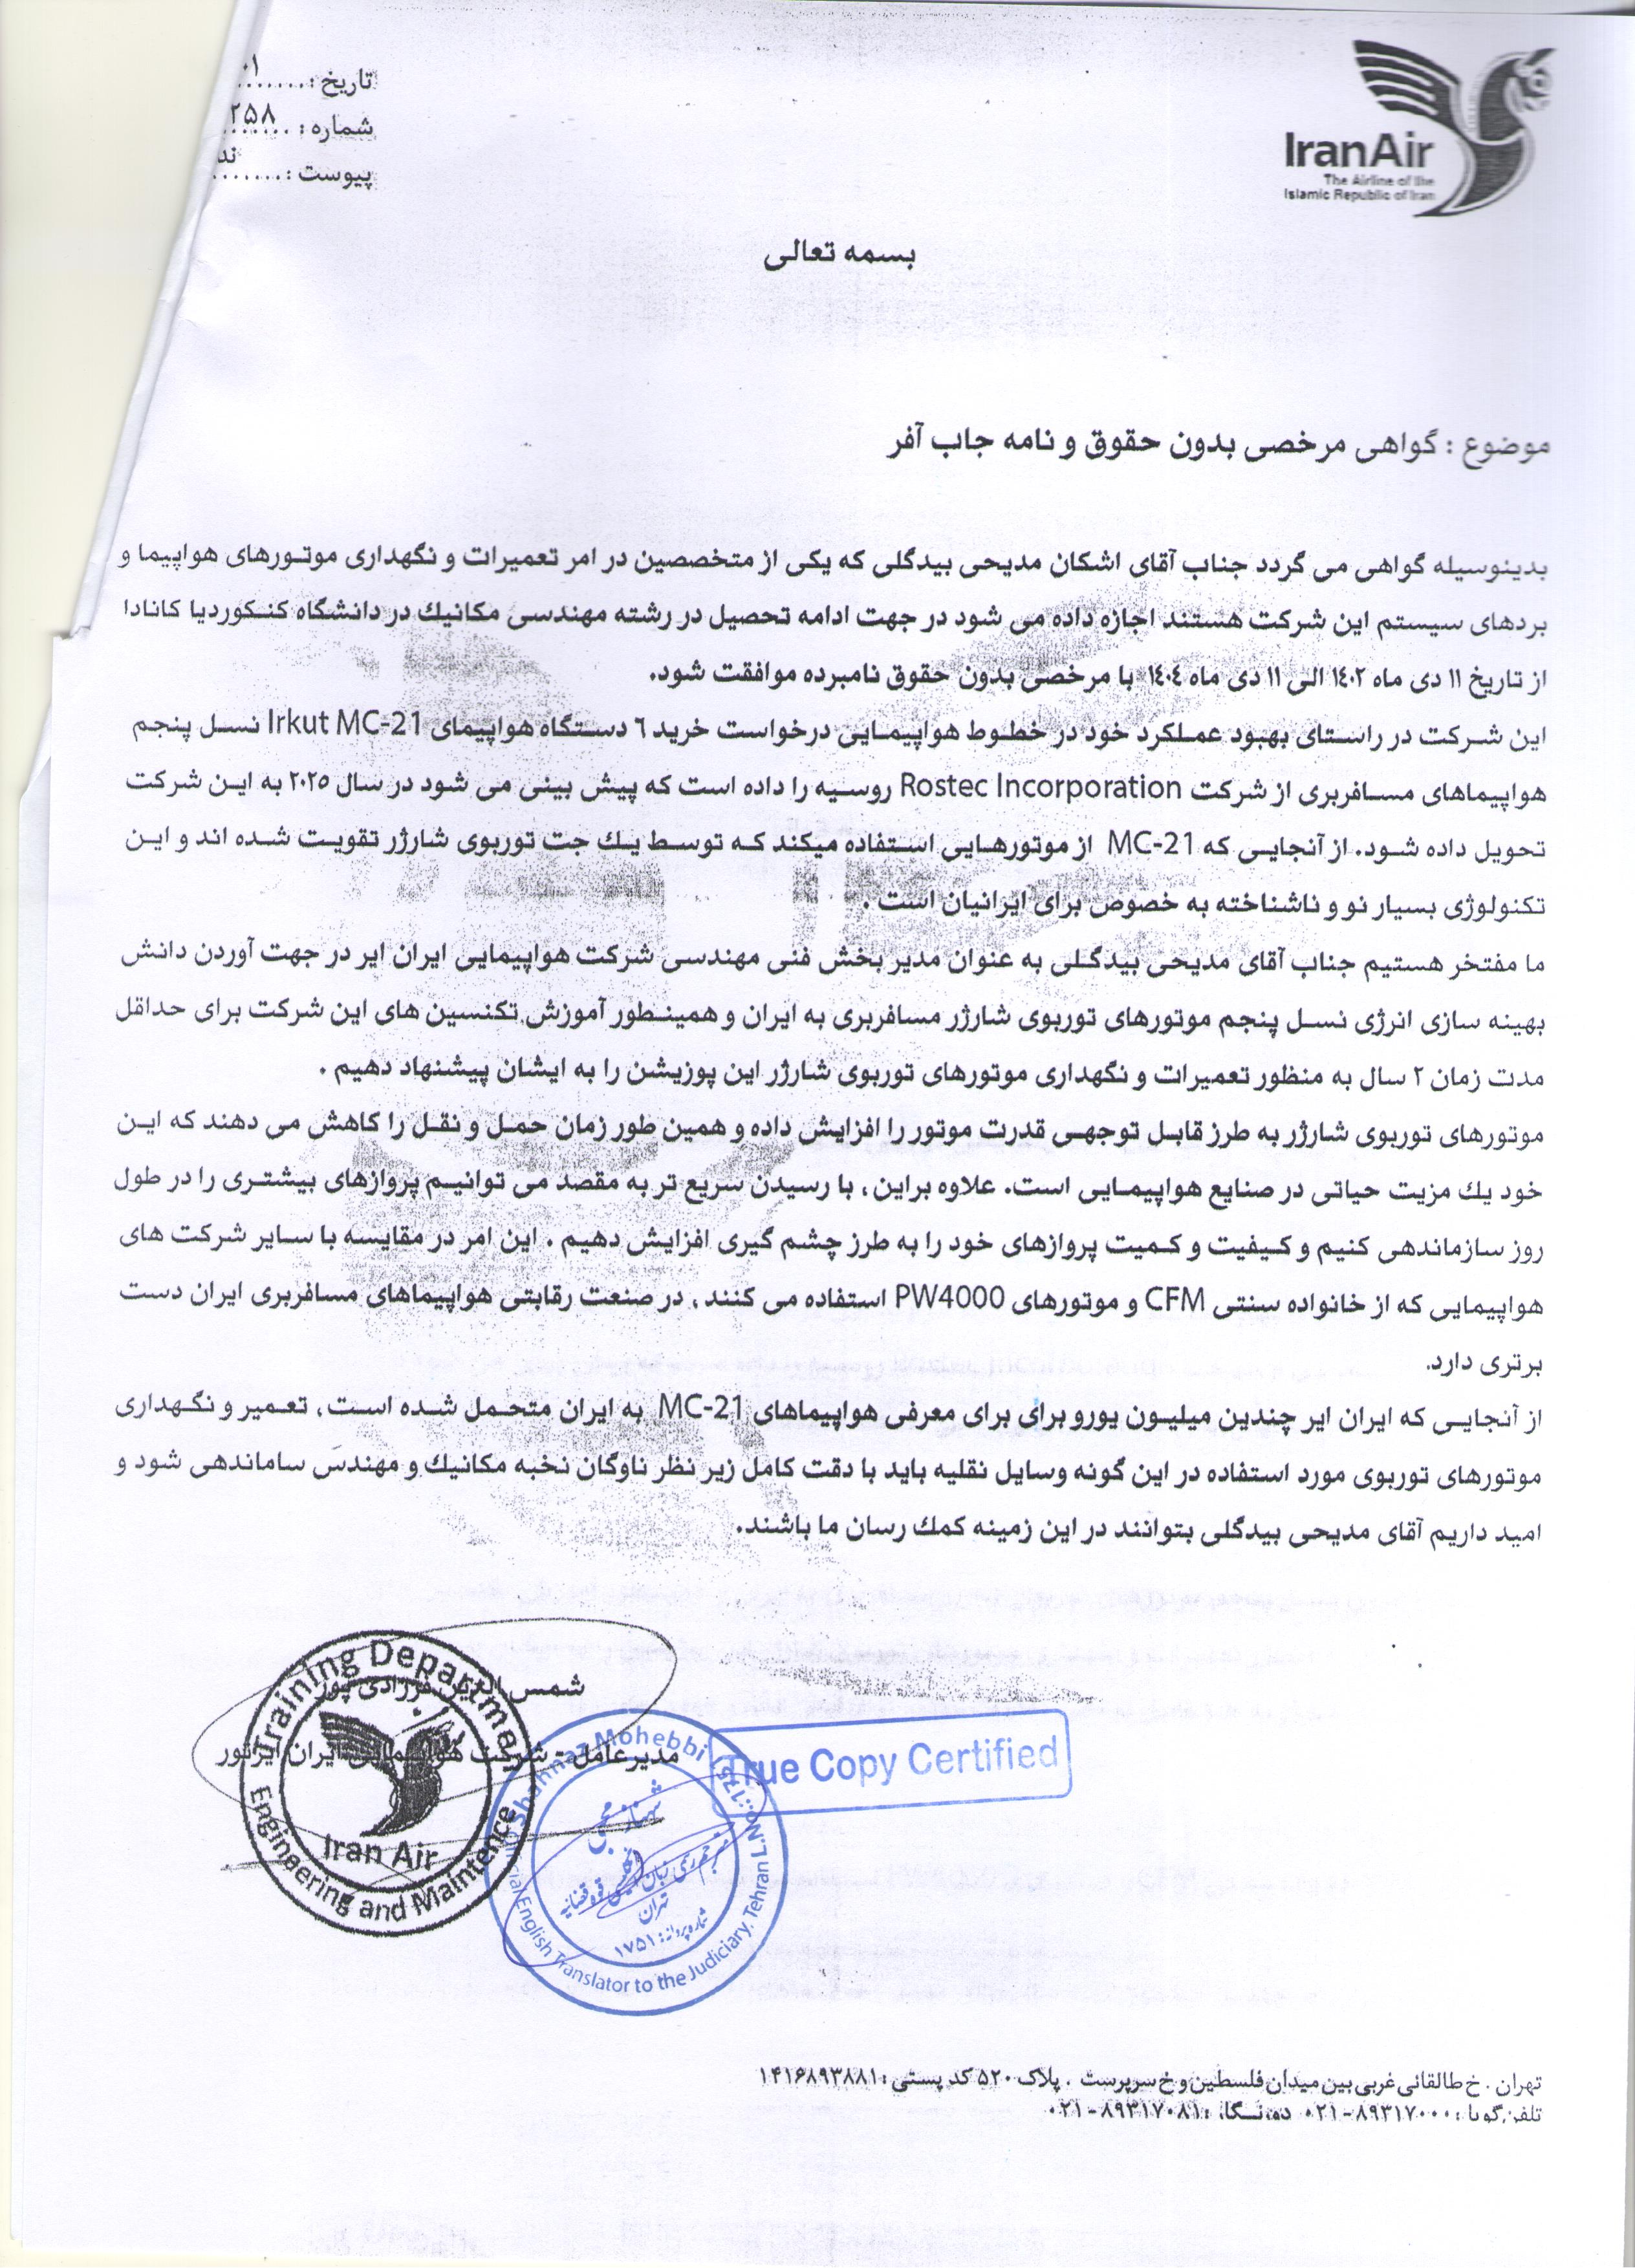 تاریخ :
شماره : ۲۵۸
پیوست :
IranAir
The Airline of the
Islamic Republic of Iran
بسمه تعالی
موضوع : گواهی مرخصی بدون حقوق و نامه جاب آفر
بدینوسیله گواهی می گردد جناب آقای اشکان مدیحی بیدگلی که یکی از متخصصین در امر تعمیرات و نگهداری موتورهای هواپیما و
بردهای سیستم این شرکت هستند اجازه داده می شود در جهت ادامه تحصیل در رشته مهندسی مکانیك در دانشگاه کنکوردیا کانادا
از تاریخ ۱۱ دی ماه ۱٤۰۲ الی ۱۱ دی ماه ۱٤۰٤ با مرخصی بدون حقوق نامبرده موافقت شود.
این شرکت در راستای بهبود عملکرد خود در خطوط هواپیمایی درخواست خرید ٦ دستگاه هواپیمای Irkut MC-21 نسل پنجم
هواپیماهای مسافربری از شرکت Rostec Incorporation روسیه را داده است که پیش بینی می شود در سال ۲۰۲٥ به این شرکت
تحویل داده شود. از آنجایی که MC-21 از موتورهایی استفاده میکند که توسط یك جت توربوی شارژر تقویت شده اند و این
تکنولوژی بسیار نو و ناشناخته به خصوص برای ایرانیان است .
ما مفتخر هستیم جناب آقای مدیحی بیدگلی به عنوان مدیر بخش فنی مهندسی شرکت هواپیمایی ایران ایر در جهت آوردن دانش
بهینه سازی انرژی نسل پنجم موتورهای توربوی شارژر مسافربری به ایران و همینطور آموزش تکنسین های این شرکت برای حداقل
مدت زمان ۲ سال به منظور تعمیرات و نگهداری موتورهای توربوی شارژر این پوزیشن را به ایشان پیشنهاد دهیم .
موتورهای توربوی شارژر به طرز قابل توجهی قدرت موتور را افزایش داده و همین طور زمان حمل و نقل را کاهش می دهند که این
خود یك مزیت حیاتی در صنایع هواپیمایی است. علاوه براین ، با رسیدن سریع تر به مقصد می توانیم پروازهای بیشتری را در طول
روز سازماندهی کنیم و کیفیت و کمیت پروازهای خود را به طرز چشم گیری افزایش دهیم . این امر در مقایسه با سایر شرکت های
هواپیمایی که از خانواده سنتی CFM و موتورهای PW4000 استفاده می کنند ، در صنعت رقابتی هواپیماهای مسافربری ایران دست
برتری دارد.
از آنجایی که ایران ایر چندین میلیون یورو برای برای معرفی هواپیماهای MC-21 به ایران متحمل شده است، تعمیر و نگهداری
موتورهای توربوی مورد استفاده در این گونه وسایل نقلیه باید با دقت کامل زیر نظر ناوگان نخبه مکانیك و مهندس ساماندهی شود و
امید داریم آقای مدیحی بیدگلی بتوانند در این زمینه کمك رسان ما باشند.
شمس الدین فرزادی پور
مدیرعامل - شرکت هواپیمایی ایران ایرتور
Training Department
Iran Air
Engineering and Maintence
True Copy Certified
Shahnaz Mohebbi
شهناز محبی
تهران
شماره پروانه: ۱۷۵۱
English Translator to the Judiciary, Tehran L.No.:1751
تهران . خ طالقانی غربی بین میدان فلسطین و خ سرپرست . پلاک ۵۲۰ کد پستی : ۱۴۱۶۸۹۳۸۸۱
تلفن گویا : ۸۹۳۱۷۰۰۰-۰۲۱ دورنگار : ۸۹۳۱۷۰۸۱-۰۲۱